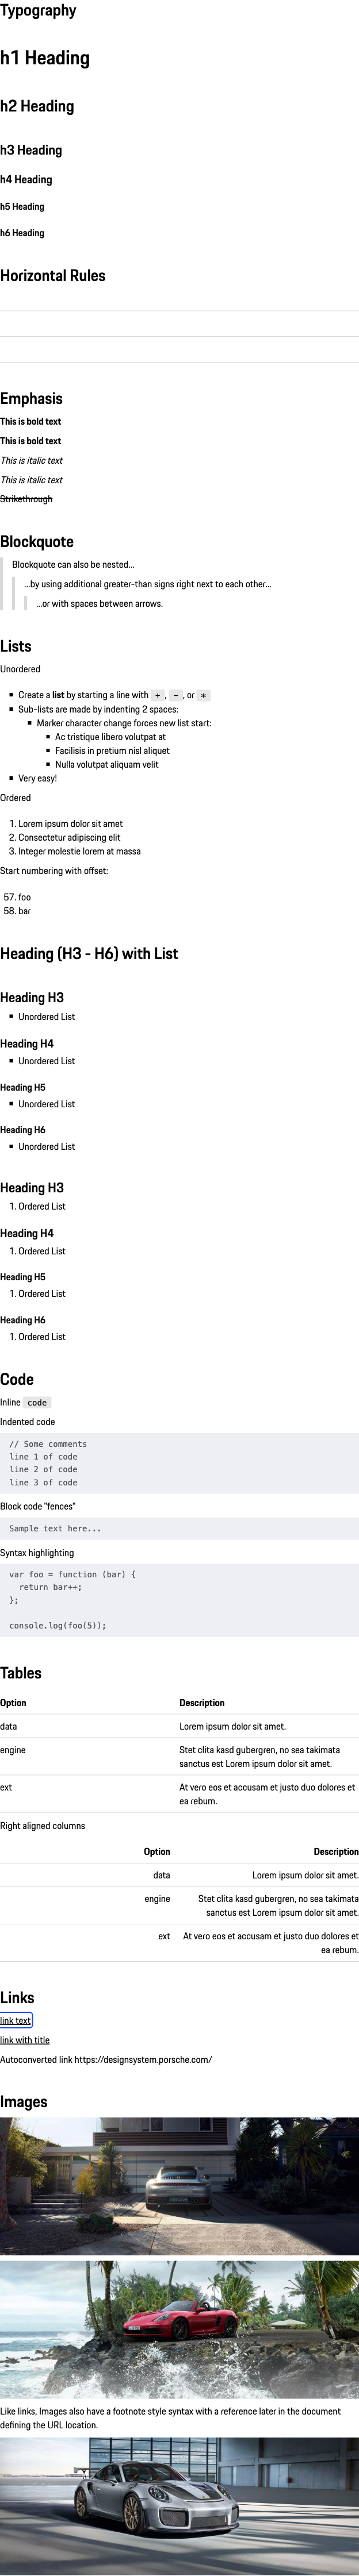 Typography
h1 Heading
h2 Heading
h3 Heading
h4 Heading
h5 Heading
h6 Heading
Horizontal Rules
Emphasis
This is bold text
This is bold text
This is italic text
This is italic text
Strikethrough
Blockquote
Blockquote can also be nested...
...by using additional greater-than signs right next to each other...
...or with spaces between arrows.
Lists
Unordered
Create a list by starting a line with +, -, or *
Sub-lists are made by indenting 2 spaces:
Marker character change forces new list start:
Ac tristique libero volutpat at
Facilisis in pretium nisl aliquet
Nulla volutpat aliquam velit
Very easy!
Ordered
1. Lorem ipsum dolor sit amet
2. Consectetur adipiscing elit
3. Integer molestie lorem at massa
Start numbering with offset:
57. foo
58. bar
Heading (H3 - H6) with List
Heading H3
Unordered List
Heading H4
Unordered List
Heading H5
Unordered List
Heading H6
Unordered List
Heading H3
1. Ordered List
Heading H4
1. Ordered List
Heading H5
1. Ordered List
Heading H6
1. Ordered List
Code
Inline code
Indented code
// Some comments
line 1 of code
line 2 of code
line 3 of code
Block code "fences"
Sample text here...
Syntax highlighting
var foo = function (bar) {
  return bar++;
};
console.log(foo(5));
Tables
Option Description
data Lorem ipsum dolor sit amet.
engine Stet clita kasd gubergren, no sea takimata
sanctus est Lorem ipsum dolor sit amet.
ext At vero eos et accusam et justo duo dolores et
ea rebum.
Right aligned columns
Option Description
data Lorem ipsum dolor sit amet.
engine Stet clita kasd gubergren, no sea takimata
sanctus est Lorem ipsum dolor sit amet.
ext At vero eos et accusam et justo duo dolores et
ea rebum.
Links
link text
link with title
Autoconverted link https://designsystem.porsche.com/
Images
Like links, Images also have a footnote style syntax with a reference later in the document
defining the URL location.